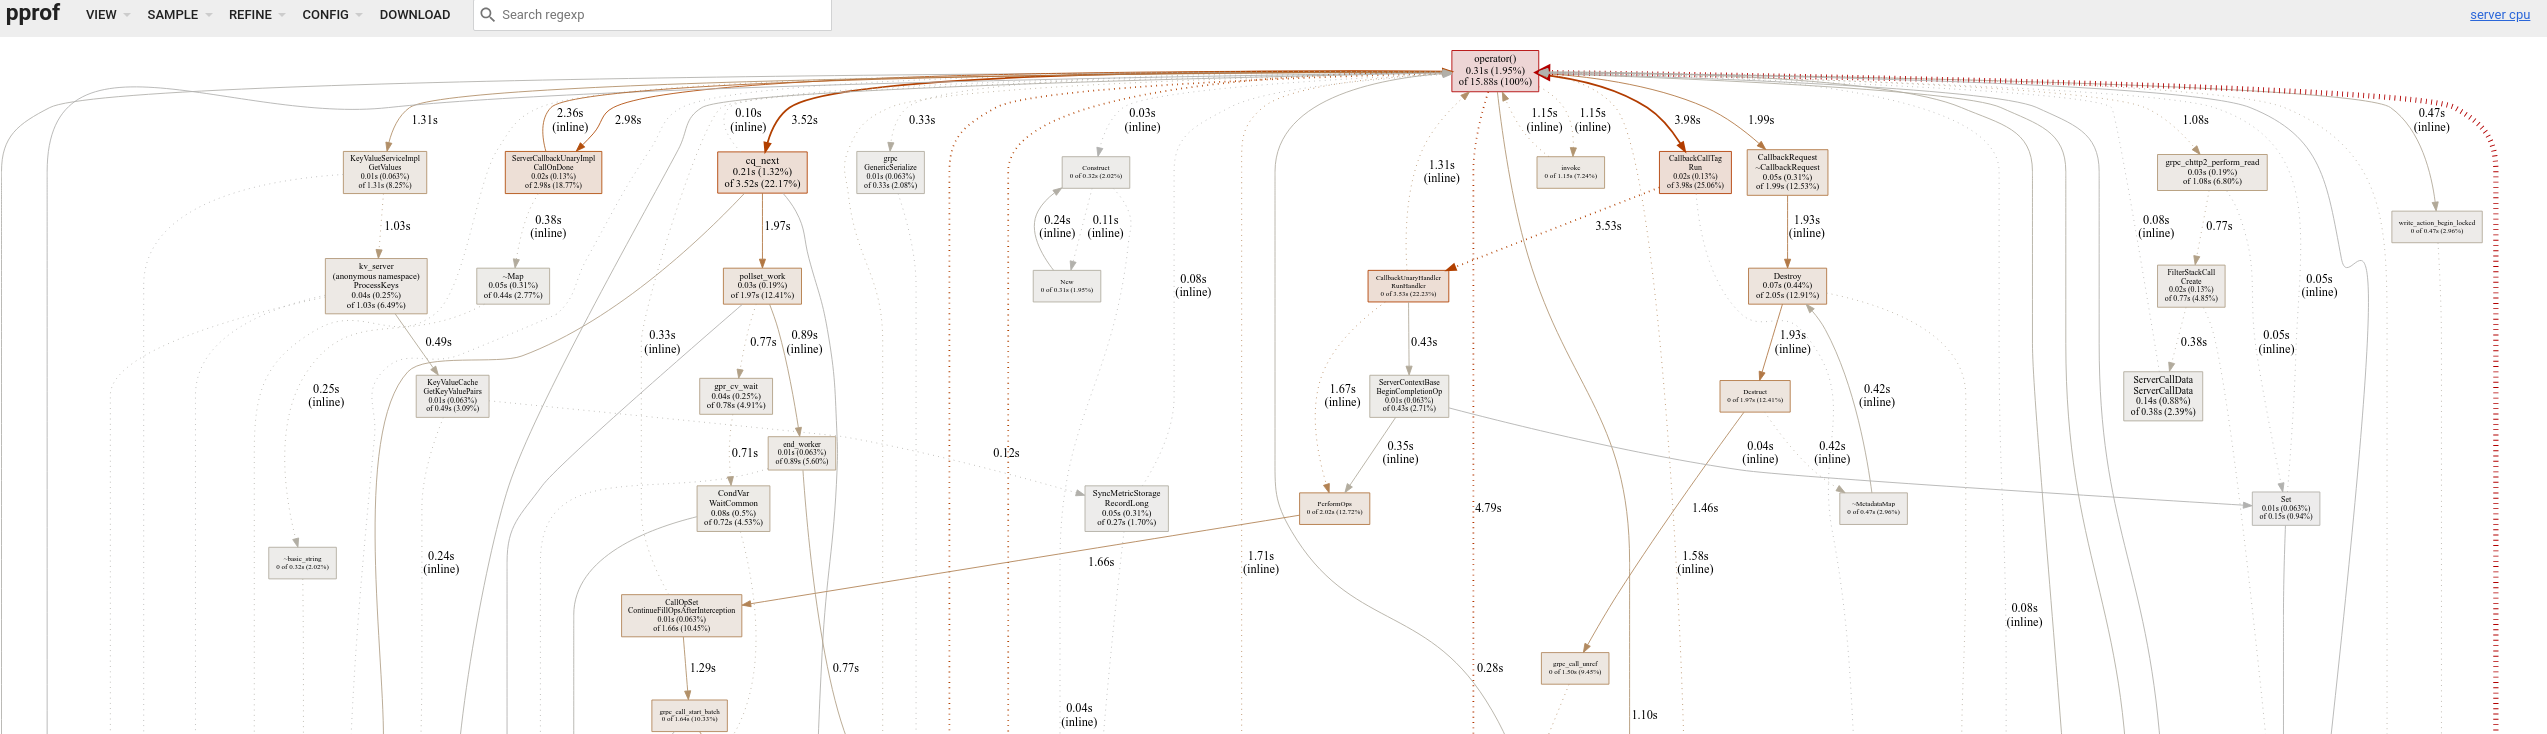 pprof VIEW SAMPLE REFINE CONFIG DOWNLOAD Search regexp server cpu
operator()
0.31s (1.95%)
of 15.88s (100%)
1.31s
2.36s
(inline)
2.98s
0.10s
(inline)
3.52s
0.33s
0.03s
(inline)
1.15s
(inline)
1.15s
(inline)
3.98s
1.99s
1.08s
0.47s
(inline)
KeyValueServiceImpl
GetValues
0.01s (0.063%)
of 1.31s (8.25%)
ServerCallbackUnaryImpl
CallOnDone
0.02s (0.13%)
of 2.98s (18.77%)
cq_next
0.21s (1.32%)
of 3.52s (22.17%)
grpc
GenericSerialize
0.01s (0.063%)
of 0.33s (2.08%)
Construct
0 of 0.32s (2.02%)
1.31s
(inline)
invoke
0 of 1.15s (7.24%)
CallbackCallTag
Run
0.02s (0.13%)
of 3.98s (25.06%)
CallbackRequest
~CallbackRequest
0.05s (0.31%)
of 1.99s (12.53%)
grpc_chttp2_perform_read
0.03s (0.19%)
of 1.08s (6.80%)
write_action_begin_locked
0 of 0.47s (2.96%)
1.03s
0.38s
(inline)
1.97s
0.24s
(inline)
0.11s
(inline)
3.53s
1.93s
(inline)
0.08s
(inline)
0.77s
kv_server
(anonymous namespace)
ProcessKeys
0.04s (0.25%)
of 1.03s (6.49%)
~Map
0.05s (0.31%)
of 0.44s (2.77%)
pollset_work
0.03s (0.19%)
of 1.97s (12.41%)
New
0 of 0.31s (1.95%)
0.08s
(inline)
CallbackUnaryHandler
RunHandler
0 of 3.53s (22.23%)
Destroy
0.07s (0.44%)
of 2.05s (12.91%)
FilterStackCall
Create
0.02s (0.13%)
of 0.77s (4.85%)
0.05s
(inline)
0.49s
0.33s
(inline)
0.77s
0.89s
(inline)
0.43s
1.93s
(inline)
0.38s
0.05s
(inline)
0.25s
(inline)
KeyValueCache
GetKeyValuePairs
0.01s (0.063%)
of 0.49s (3.09%)
gpr_cv_wait
0.04s (0.25%)
of 0.78s (4.91%)
1.67s
(inline)
ServerContextBase
BeginCompletionOp
0.01s (0.063%)
of 0.43s (2.71%)
Destruct
0 of 1.97s (12.41%)
0.42s
(inline)
ServerCallData
ServerCallData
0.14s (0.88%)
of 0.38s (2.39%)
0.71s
end_worker
0.01s (0.063%)
of 0.89s (5.60%)
0.12s
0.35s
(inline)
0.04s
(inline)
0.42s
(inline)
CondVar
WaitCommon
0.08s (0.5%)
of 0.72s (4.53%)
SyncMetricStorage
RecordLong
0.05s (0.31%)
of 0.27s (1.70%)
PerformOps
0 of 2.02s (12.72%)
4.79s
1.46s
~MetadataMap
0 of 0.47s (2.96%)
Set
0.01s (0.063%)
of 0.15s (0.94%)
~basic_string
0 of 0.32s (2.02%)
0.24s
(inline)
1.66s
1.71s
(inline)
1.58s
(inline)
CallOpSet
ContinueFillOpsAfterInterception
0.01s (0.063%)
of 1.66s (10.45%)
0.08s
(inline)
1.29s
0.77s
0.28s
grpc_call_unref
0 of 1.50s (9.45%)
grpc_call_start_batch
0 of 1.64s (10.33%)
0.04s
(inline)
1.10s